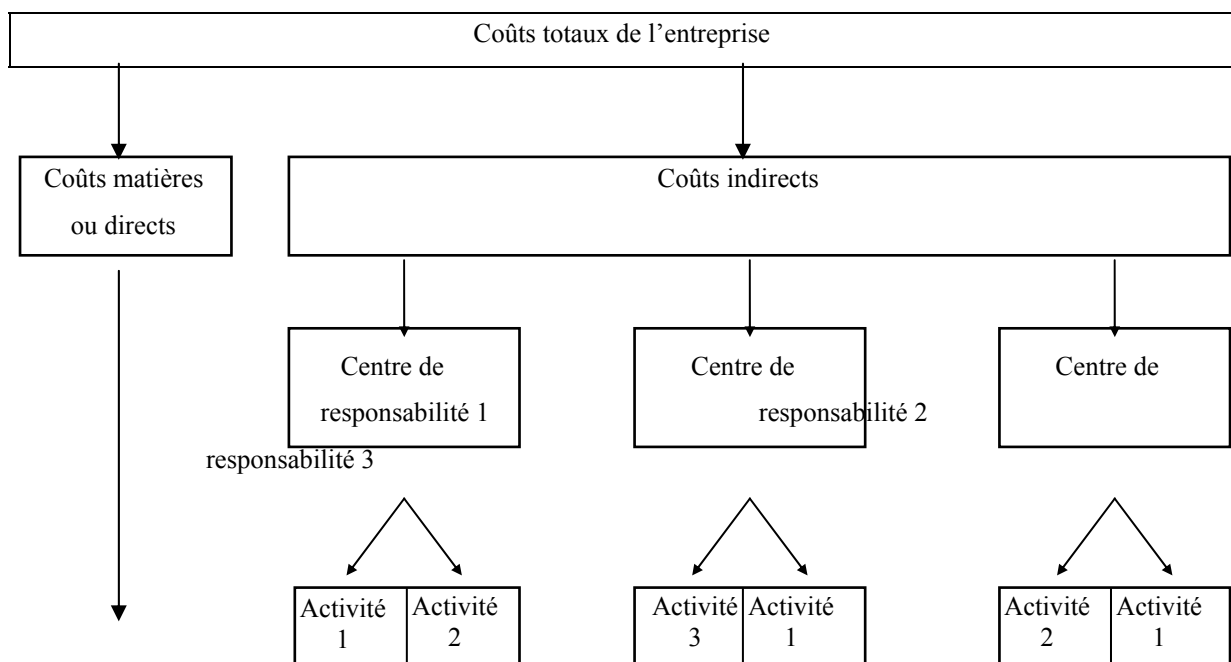 Coûts totaux de l’entreprise
Coûts matières
ou directs
Coûts indirects
Centre de
responsabilité 1
Centre de
responsabilité 2
Centre de
responsabilité 3
Activité
1
Activité
2
Activité
3
Activité
1
Activité
2
Activité
1